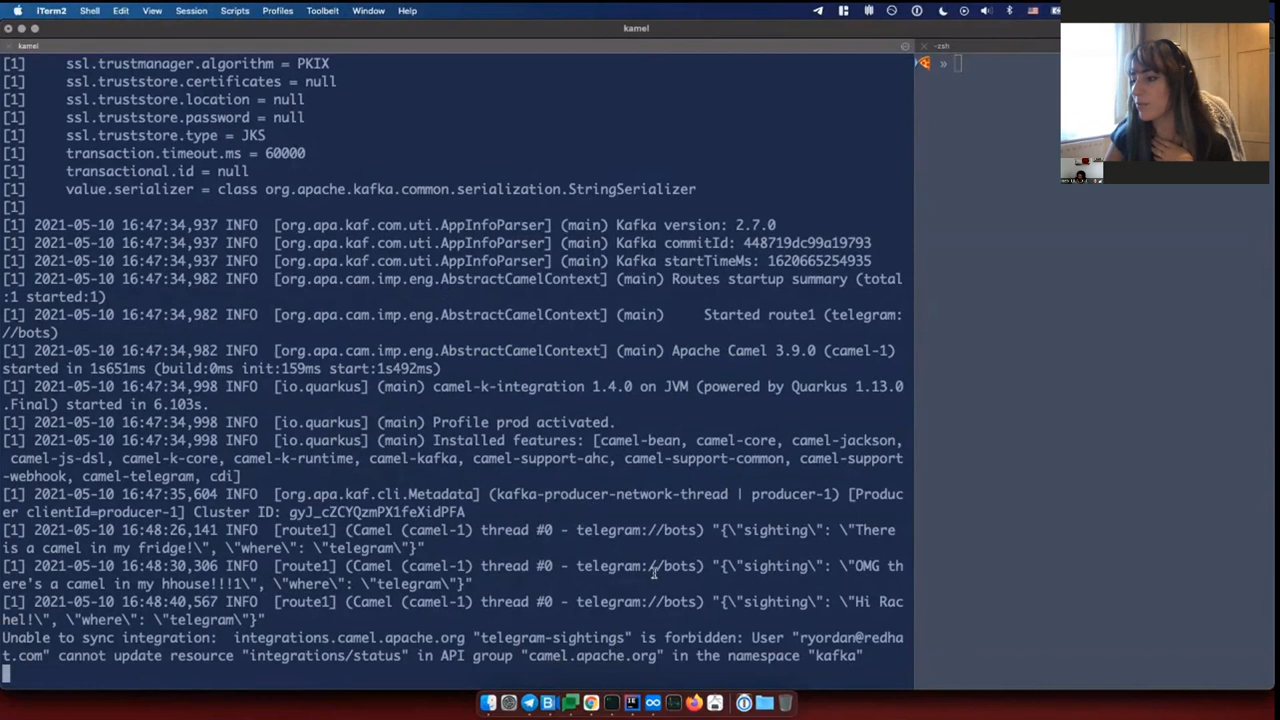 iTerm2 Shell Edit View Session Scripts Profiles Toolbelt Window Help
kamel
kamel
-zsh
»
[1]     ssl.trustmanager.algorithm = PKIX
[1]     ssl.truststore.certificates = null
[1]     ssl.truststore.location = null
[1]     ssl.truststore.password = null
[1]     ssl.truststore.type = JKS
[1]     transaction.timeout.ms = 60000
[1]     transactional.id = null
[1]     value.serializer = class org.apache.kafka.common.serialization.StringSerializer
[1]
[1] 2021-05-10 16:47:34,937 INFO  [org.apa.kaf.com.uti.AppInfoParser] (main) Kafka version: 2.7.0
[1] 2021-05-10 16:47:34,937 INFO  [org.apa.kaf.com.uti.AppInfoParser] (main) Kafka commitId: 448719dc99a19793
[1] 2021-05-10 16:47:34,937 INFO  [org.apa.kaf.com.uti.AppInfoParser] (main) Kafka startTimeMs: 1620665254935
[1] 2021-05-10 16:47:34,982 INFO  [org.apa.cam.imp.eng.AbstractCamelContext] (main) Routes startup summary (total
:1 started:1)
[1] 2021-05-10 16:47:34,982 INFO  [org.apa.cam.imp.eng.AbstractCamelContext] (main)     Started route1 (telegram:
//bots)
[1] 2021-05-10 16:47:34,982 INFO  [org.apa.cam.imp.eng.AbstractCamelContext] (main) Apache Camel 3.9.0 (camel-1)
started in 1s651ms (build:0ms init:159ms start:1s492ms)
[1] 2021-05-10 16:47:34,998 INFO  [io.quarkus] (main) camel-k-integration 1.4.0 on JVM (powered by Quarkus 1.13.0
.Final) started in 6.103s.
[1] 2021-05-10 16:47:34,998 INFO  [io.quarkus] (main) Profile prod activated.
[1] 2021-05-10 16:47:34,998 INFO  [io.quarkus] (main) Installed features: [camel-bean, camel-core, camel-jackson,
camel-js-dsl, camel-k-core, camel-k-runtime, camel-kafka, camel-support-ahc, camel-support-common, camel-support
-webhook, camel-telegram, cdi]
[1] 2021-05-10 16:47:35,604 INFO  [org.apa.kaf.cli.Metadata] (kafka-producer-network-thread | producer-1) [Produc
er clientId=producer-1] Cluster ID: gyJ_cZCYQzmPX1feXidPFA
[1] 2021-05-10 16:48:26,141 INFO  [route1] (Camel (camel-1) thread #0 - telegram://bots) "{\"sighting\": \"There
is a camel in my fridge!\", \"where\": \"telegram\"}"
[1] 2021-05-10 16:48:30,306 INFO  [route1] (Camel (camel-1) thread #0 - telegram://bots) "{\"sighting\": \"OMG th
ere's a camel in my hhouse!!!1\", \"where\": \"telegram\"}"
[1] 2021-05-10 16:48:40,567 INFO  [route1] (Camel (camel-1) thread #0 - telegram://bots) "{\"sighting\": \"Hi Rac
hel!\", \"where\": \"telegram\"}"
Unable to sync integration:  integrations.camel.apache.org "telegram-sightings" is forbidden: User "ryordan@redha
t.com" cannot update resource "integrations/status" in API group "camel.apache.org" in the namespace "kafka"